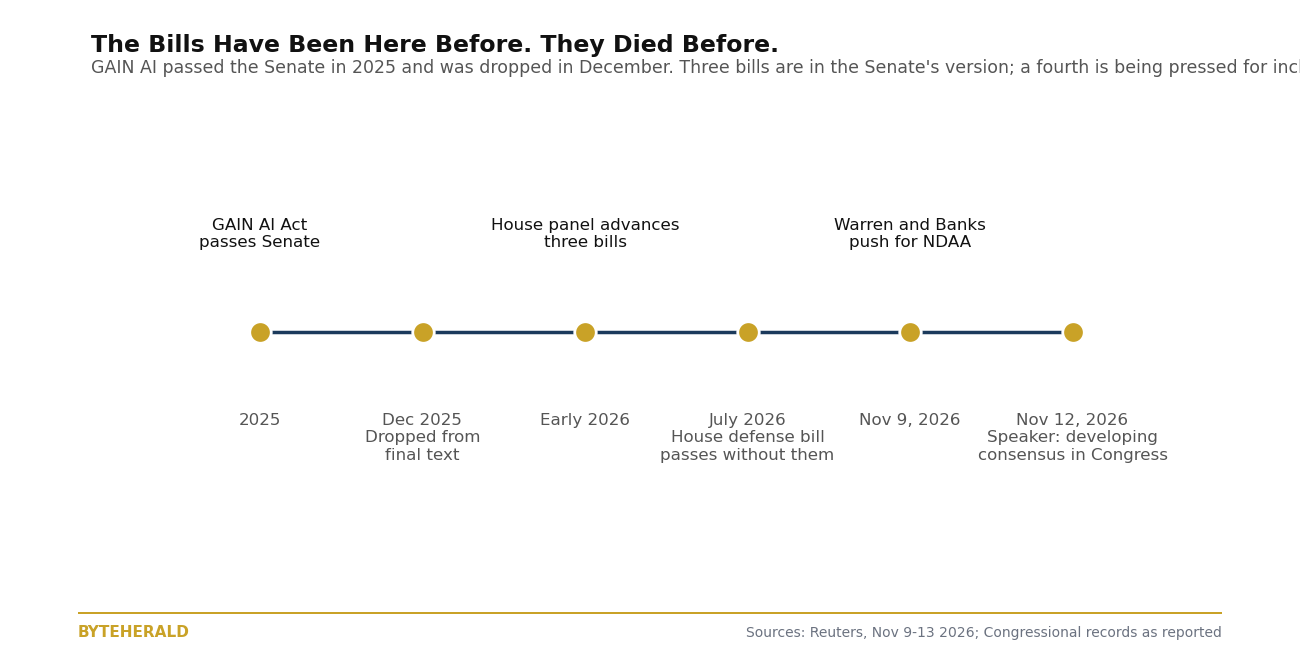 The Bills Have Been Here Before. They Died Before.
GAIN AI passed the Senate in 2025 and was dropped in December. Three bills are in the Senate's version; a fourth is being pressed for
GAIN AI Act
passes Senate
House panel advances
three bills
Warren and Banks
push for NDAA
2025
Dec 2025
Dropped from
final text
Early 2026
July 2026
House defense bill
passes without them
Nov 9, 2026
Nov 12, 2026
Speaker: developing
consensus in Congress
BYTEHERALD
Sources: Reuters, Nov 9-13 2026; Congressional records as reported